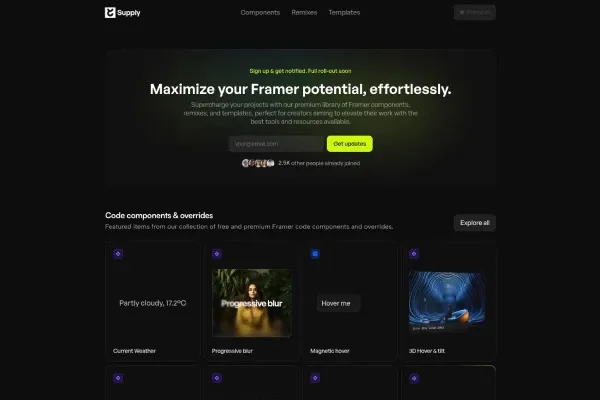 Supply
Components Remixes Templates
Sign up & get notified. Full roll-out soon
Maximize your Framer potential, effortlessly.
Supercharge your projects with our premium library of Framer components,
remixes, and templates, perfect for creators aiming to elevate their work with the
best tools and resources available.
Get updates
2.5K other people already joined
Code components & overrides
Featured items from our collection of free and premium Framer code components and overrides.
Explore all
Partly cloudy, 17.2°C
Progressive blur
Hover me
Current Weather
Progressive blur
Magnetic hover
3D Hover & tilt